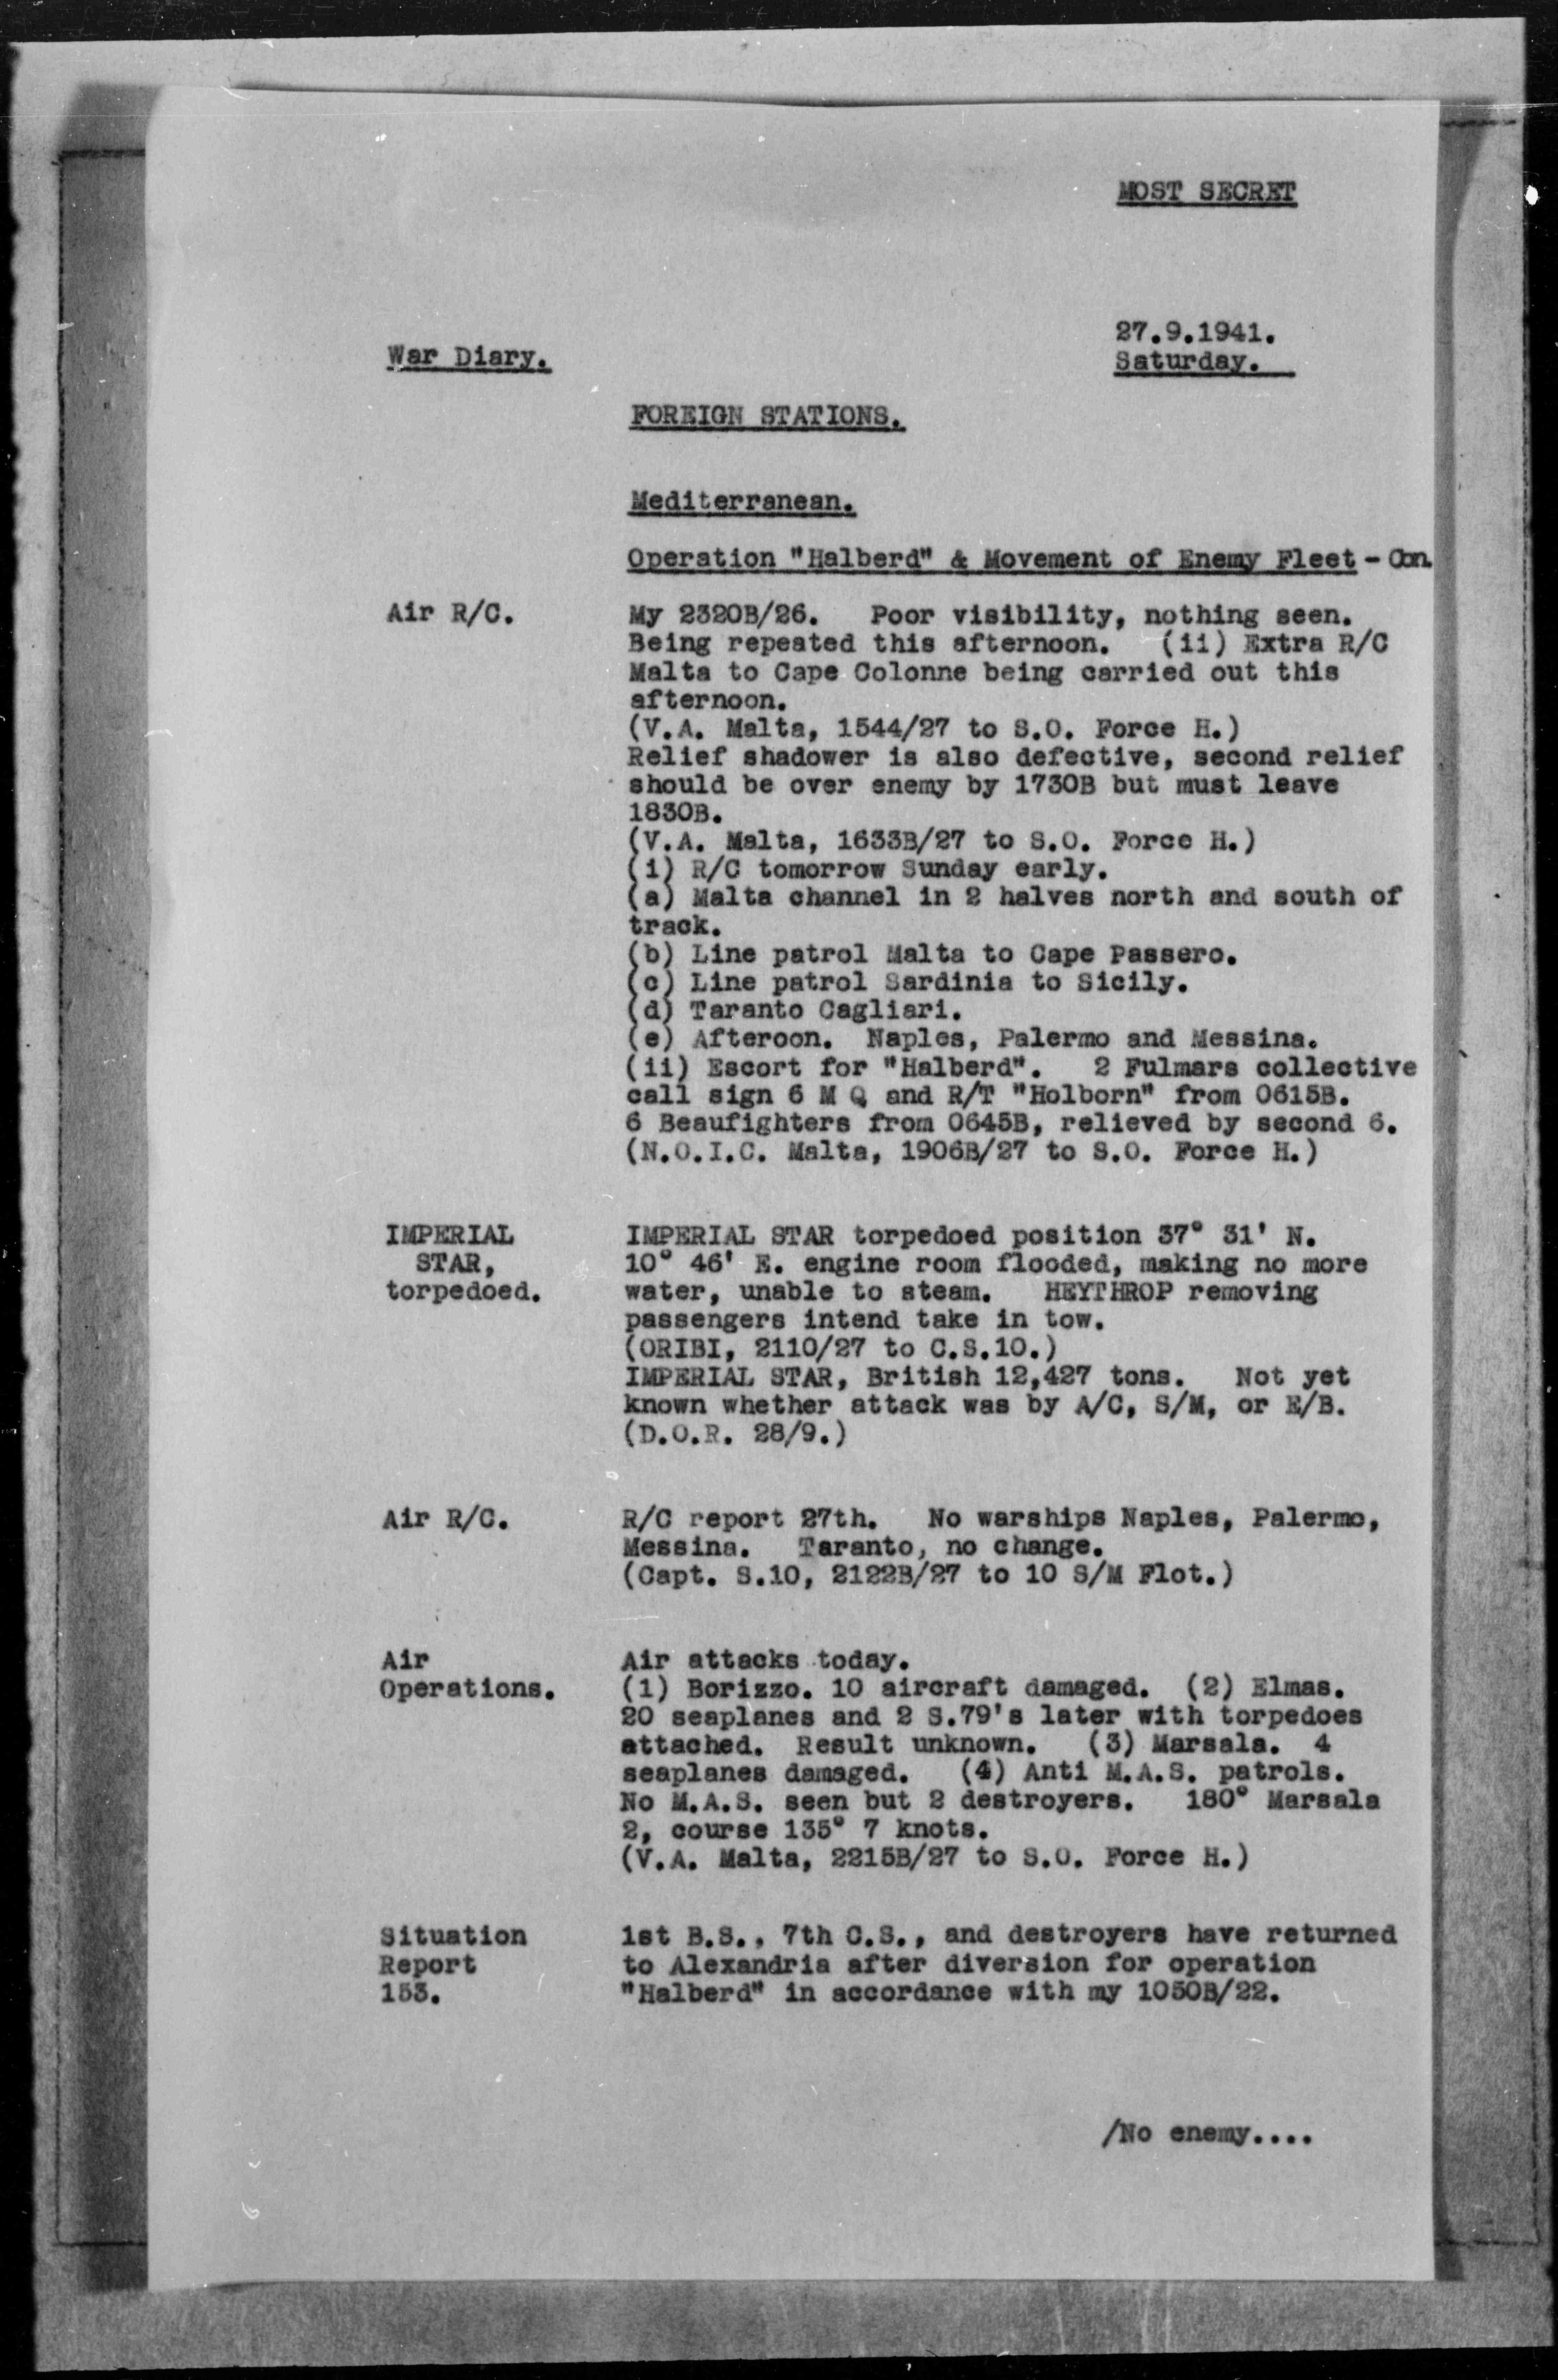 MOST SECRET
27.9.1941.
War Diary.
Saturday.
FOREIGN STATIONS.
Mediterranean.
Operation "Halberd" & Movement of Enemy Fleet - Con.
Air R/C.
My 2320B/26. Poor visibility, nothing seen.
Being repeated this afternoon. (ii) Extra R/C
Malta to Cape Colonne being carried out this
afternoon.
(V.A. Malta, 1544/27 to S.O. Force H.)
Relief shadower is also defective, second relief
should be over enemy by 1730B but must leave
1830B.
(V.A. Malta, 1633B/27 to S.O. Force H.)
(i) R/C tomorrow Sunday early.
(a) Malta channel in 2 halves north and south of
track.
(b) Line patrol Malta to Cape Passero.
(c) Line patrol Sardinia to Sicily.
(d) Taranto Cagliari.
(e) Afteroon. Naples, Palermo and Messina.
(ii) Escort for "Halberd". 2 Fulmars collective
call sign 6 M Q and R/T "Holborn" from 0615B.
6 Beaufighters from 0645B, relieved by second 6.
(N.O.I.C. Malta, 1906B/27 to S.O. Force H.)
IMPERIAL
STAR,
torpedoed.
IMPERIAL STAR torpedoed position 37° 31' N.
10° 46' E. engine room flooded, making no more
water, unable to steam. HEYTHROP removing
passengers intend take in tow.
(ORIBI, 2110/27 to C.S.10.)
IMPERIAL STAR, British 12,427 tons. Not yet
known whether attack was by A/C, S/M, or E/B.
(D.O.R. 28/9.)
Air R/C.
R/C report 27th. No warships Naples, Palermo,
Messina. Taranto, no change.
(Capt. S.10, 2122B/27 to 10 S/M Flot.)
Air
Operations.
Air attacks today.
(1) Borizzo. 10 aircraft damaged. (2) Elmas.
20 seaplanes and 2 S.79's later with torpedoes
attached. Result unknown. (3) Marsala. 4
seaplanes damaged. (4) Anti M.A.S. patrols.
No M.A.S. seen but 2 destroyers. 180° Marsala
2, course 135° 7 knots.
(V.A. Malta, 2215B/27 to S.O. Force H.)
Situation
Report
153.
1st B.S., 7th C.S., and destroyers have returned
to Alexandria after diversion for operation
"Halberd" in accordance with my 1050B/22.
/No enemy....